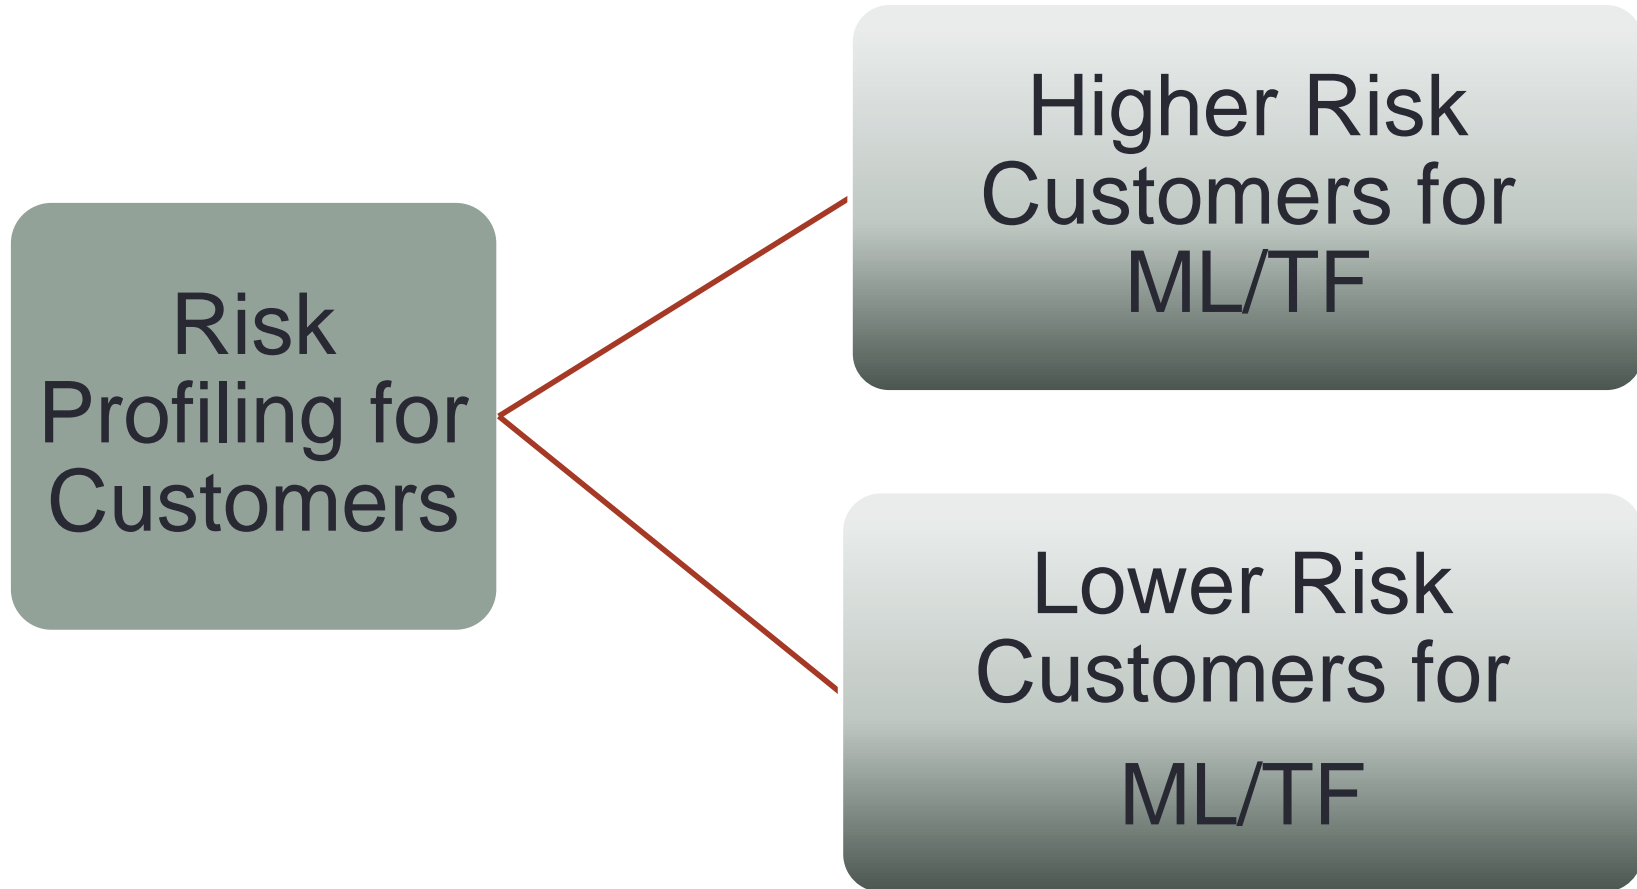 Risk
Profiling for
Customers
Higher Risk
Customers for
ML/TF
Lower Risk
Customers for
ML/TF